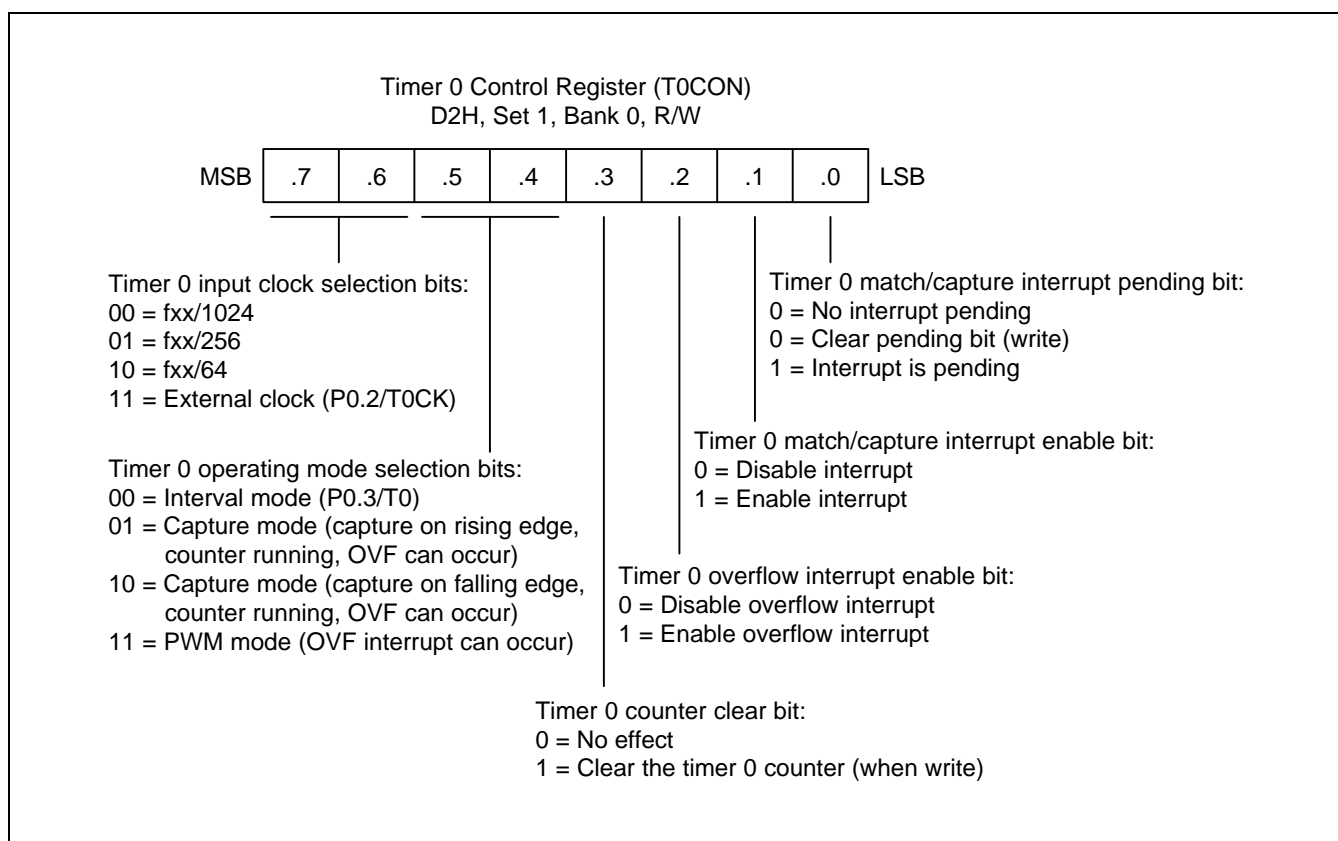 Timer 0 Control Register (T0CON)
D2H, Set 1, Bank 0, R/W
MSB .7 .6 .5 .4 .3 .2 .1 .0 LSB
Timer 0 input clock selection bits:
00 = fxx/1024
01 = fxx/256
10 = fxx/64
11 = External clock (P0.2/T0CK)
Timer 0 operating mode selection bits:
00 = Interval mode (P0.3/T0)
01 = Capture mode (capture on rising edge,
counter running, OVF can occur)
10 = Capture mode (capture on falling edge,
counter running, OVF can occur)
11 = PWM mode (OVF interrupt can occur)
Timer 0 match/capture interrupt pending bit:
0 = No interrupt pending
0 = Clear pending bit (write)
1 = Interrupt is pending
Timer 0 match/capture interrupt enable bit:
0 = Disable interrupt
1 = Enable interrupt
Timer 0 overflow interrupt enable bit:
0 = Disable overflow interrupt
1 = Enable overflow interrupt
Timer 0 counter clear bit:
0 = No effect
1 = Clear the timer 0 counter (when write)